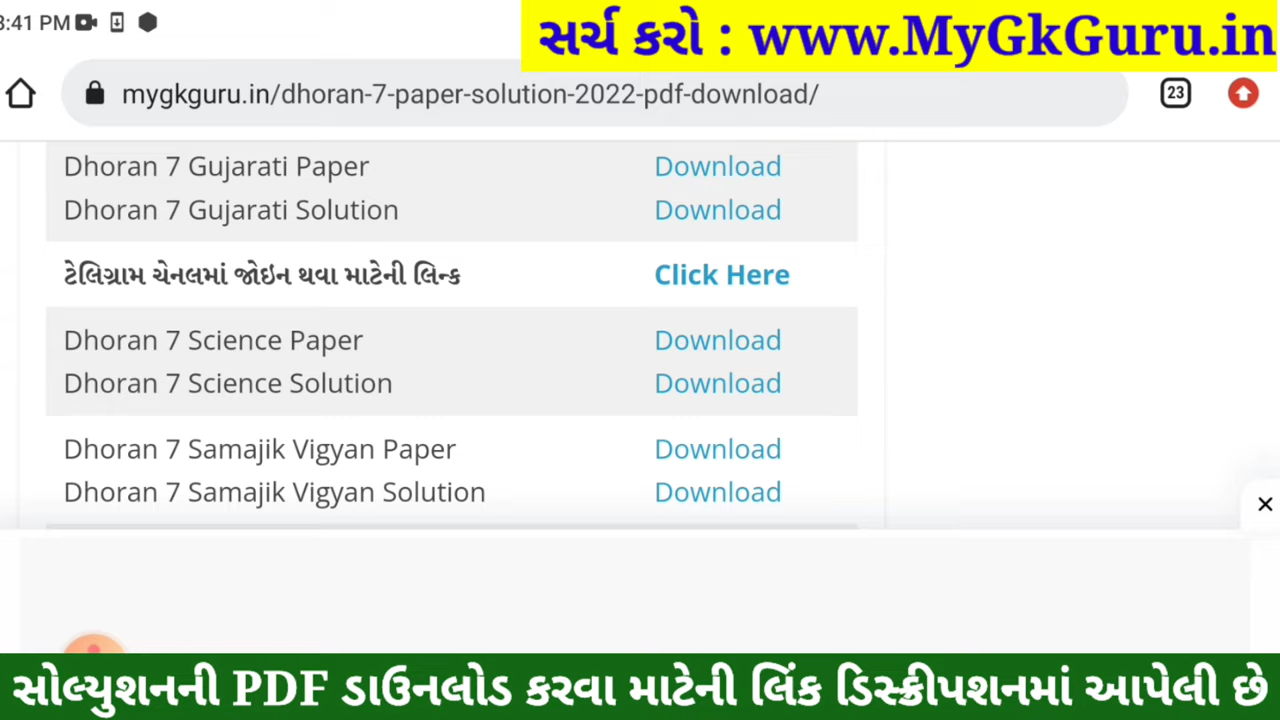 3:41 PM
સર્ચ કરો : www.MyGkGuru.in
mygkguru.in/dhoran-7-paper-solution-2022-pdf-download/
23
Dhoran 7 Gujarati Paper Download
Dhoran 7 Gujarati Solution Download
ટેલિગ્રામ ચેનલમાં જોઇન થવા માટેની લિન્ક Click Here
Dhoran 7 Science Paper Download
Dhoran 7 Science Solution Download
Dhoran 7 Samajik Vigyan Paper Download
Dhoran 7 Samajik Vigyan Solution Download
સોલ્યુશનની PDF ડાઉનલોડ કરવા માટેની લિંક ડિસ્ક્રીપશનમાં આપેલી છે